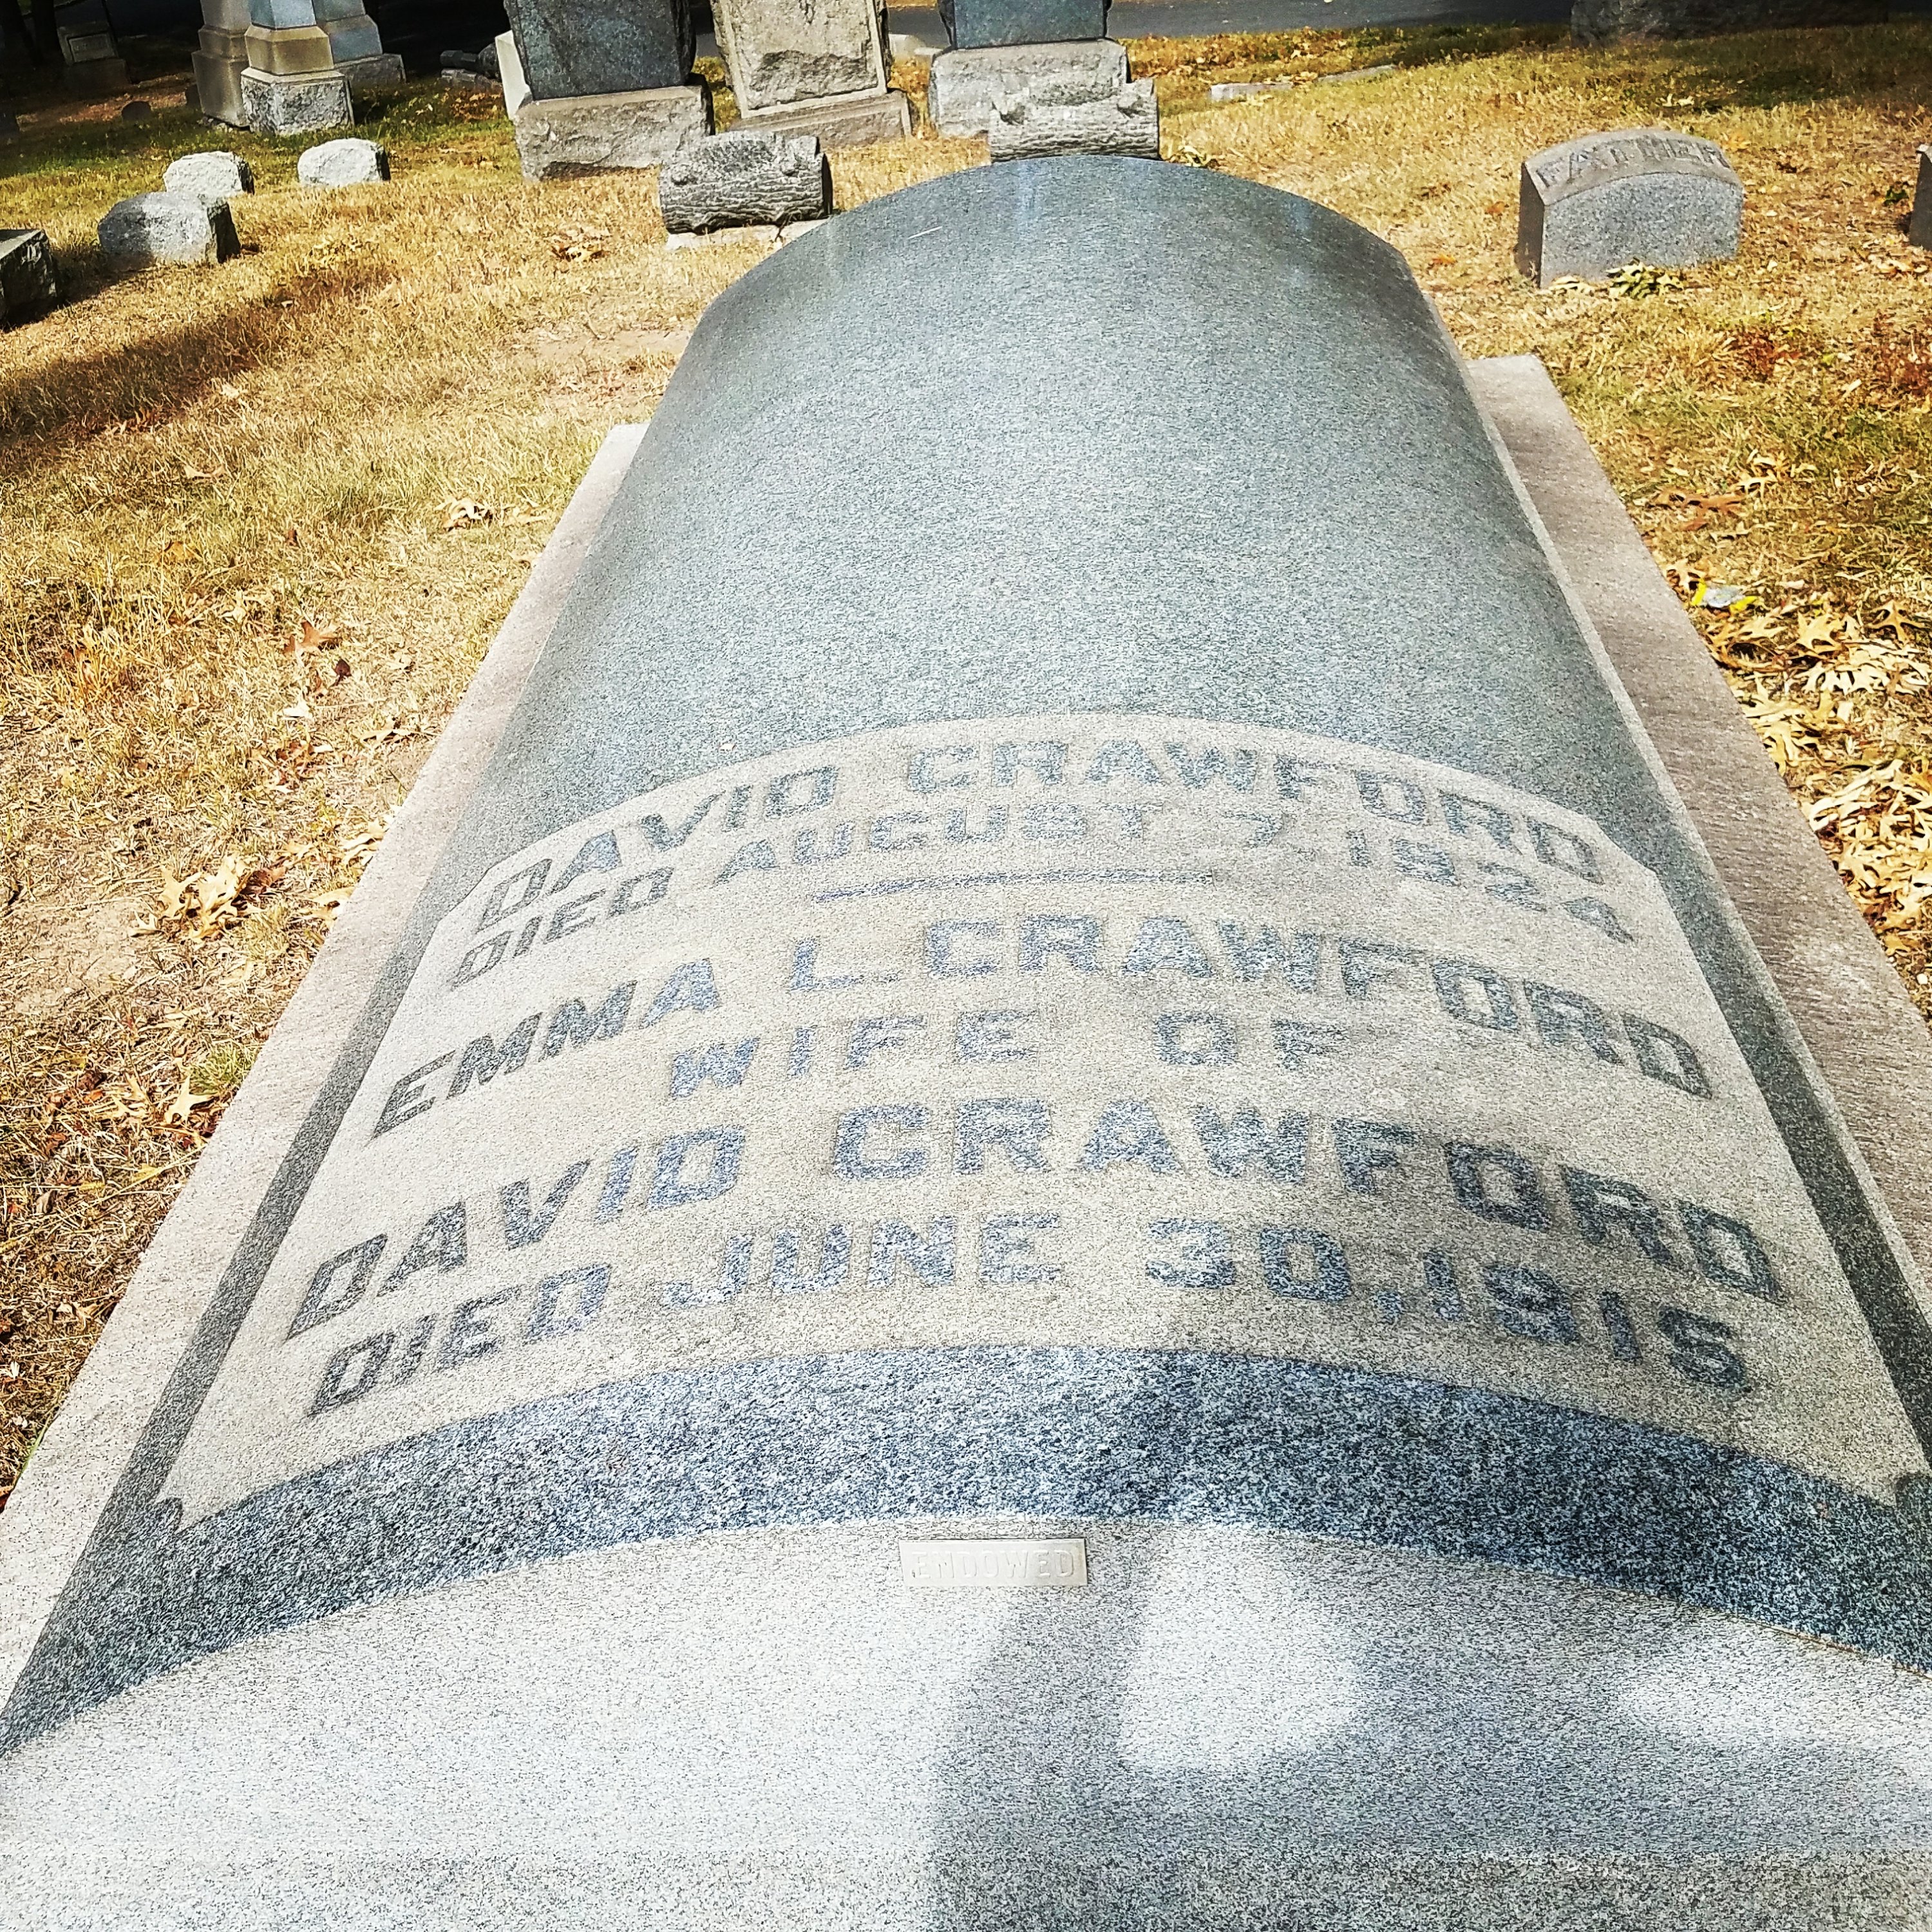 FATHER
DAVID CRAWFORD
DIED AUGUST 7, 1924
EMMA L. CRAWFORD
WIFE OF
DAVID CRAWFORD
DIED JUNE 30, 1915
ENDOWED